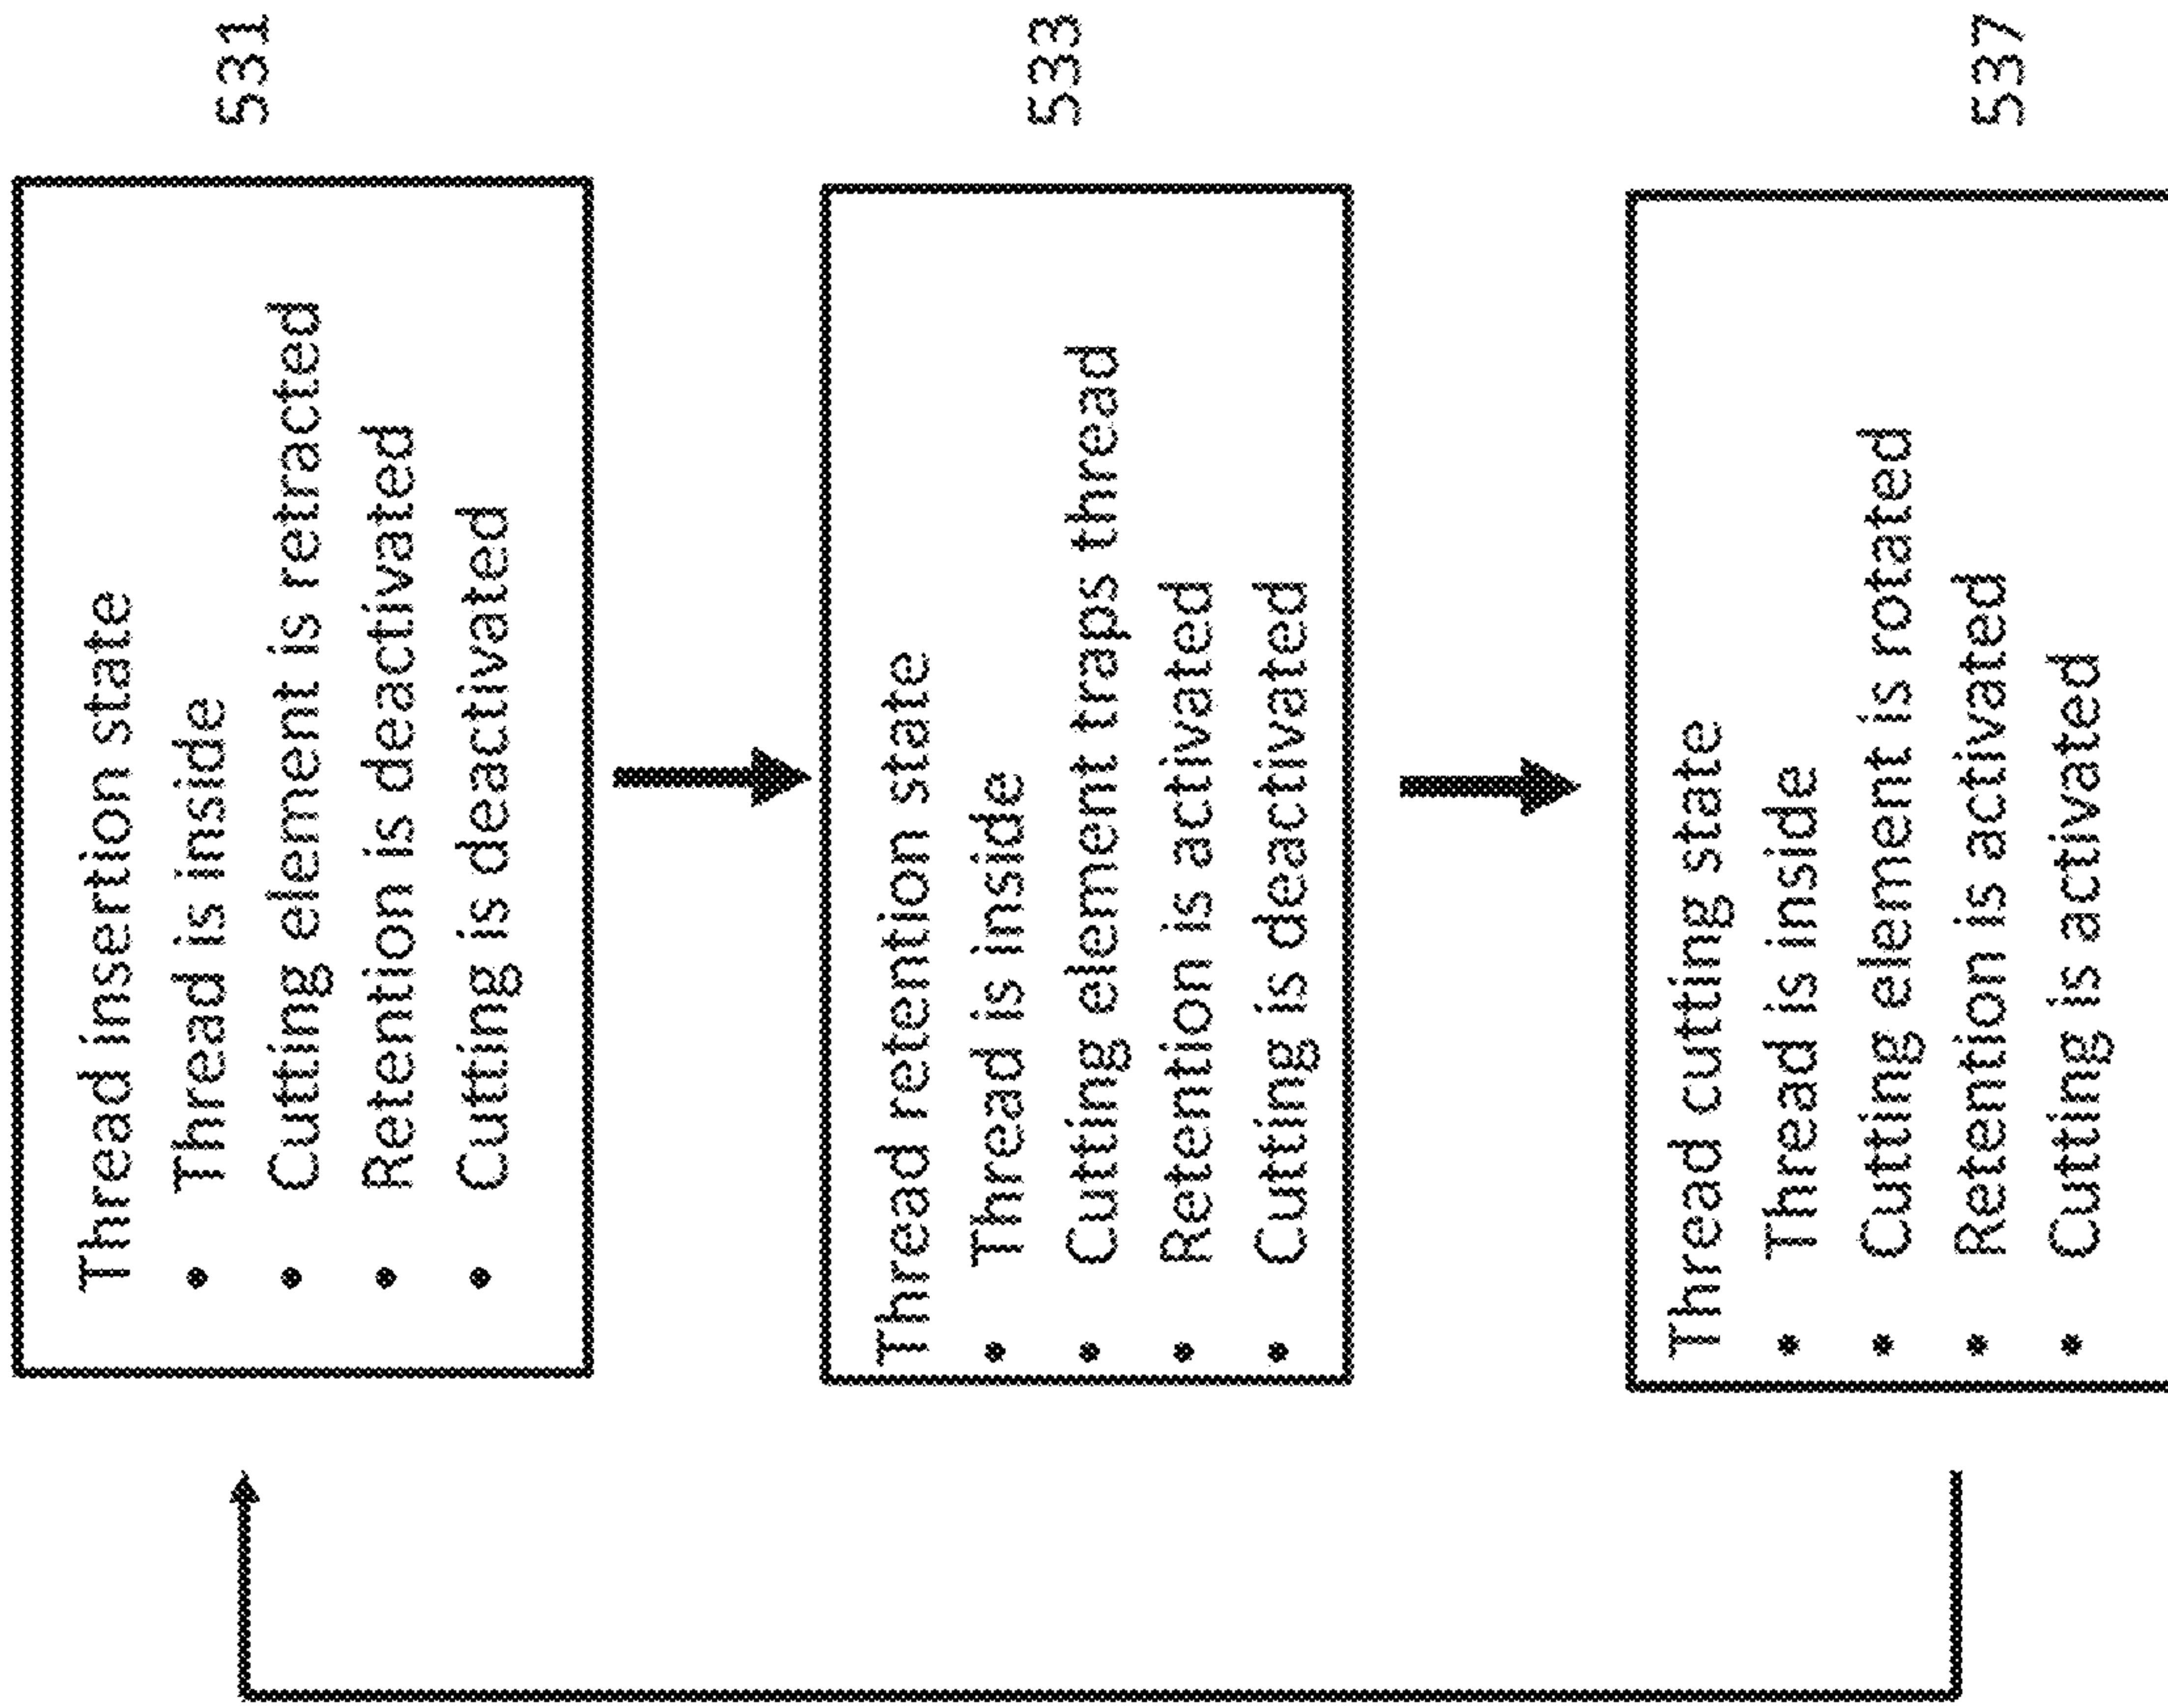 Thread insertion state
• Thread is inside
• Cutting element is retracted
• Retention is deactivated
• Cutting is deactivated
531
Thread retention state
• Thread is inside
• Cutting element traps thread
• Retention is activated
• Cutting is deactivated
533
Thread cutting state
• Thread is inside
• Cutting element is rotated
• Retention is activated
• Cutting is activated
537